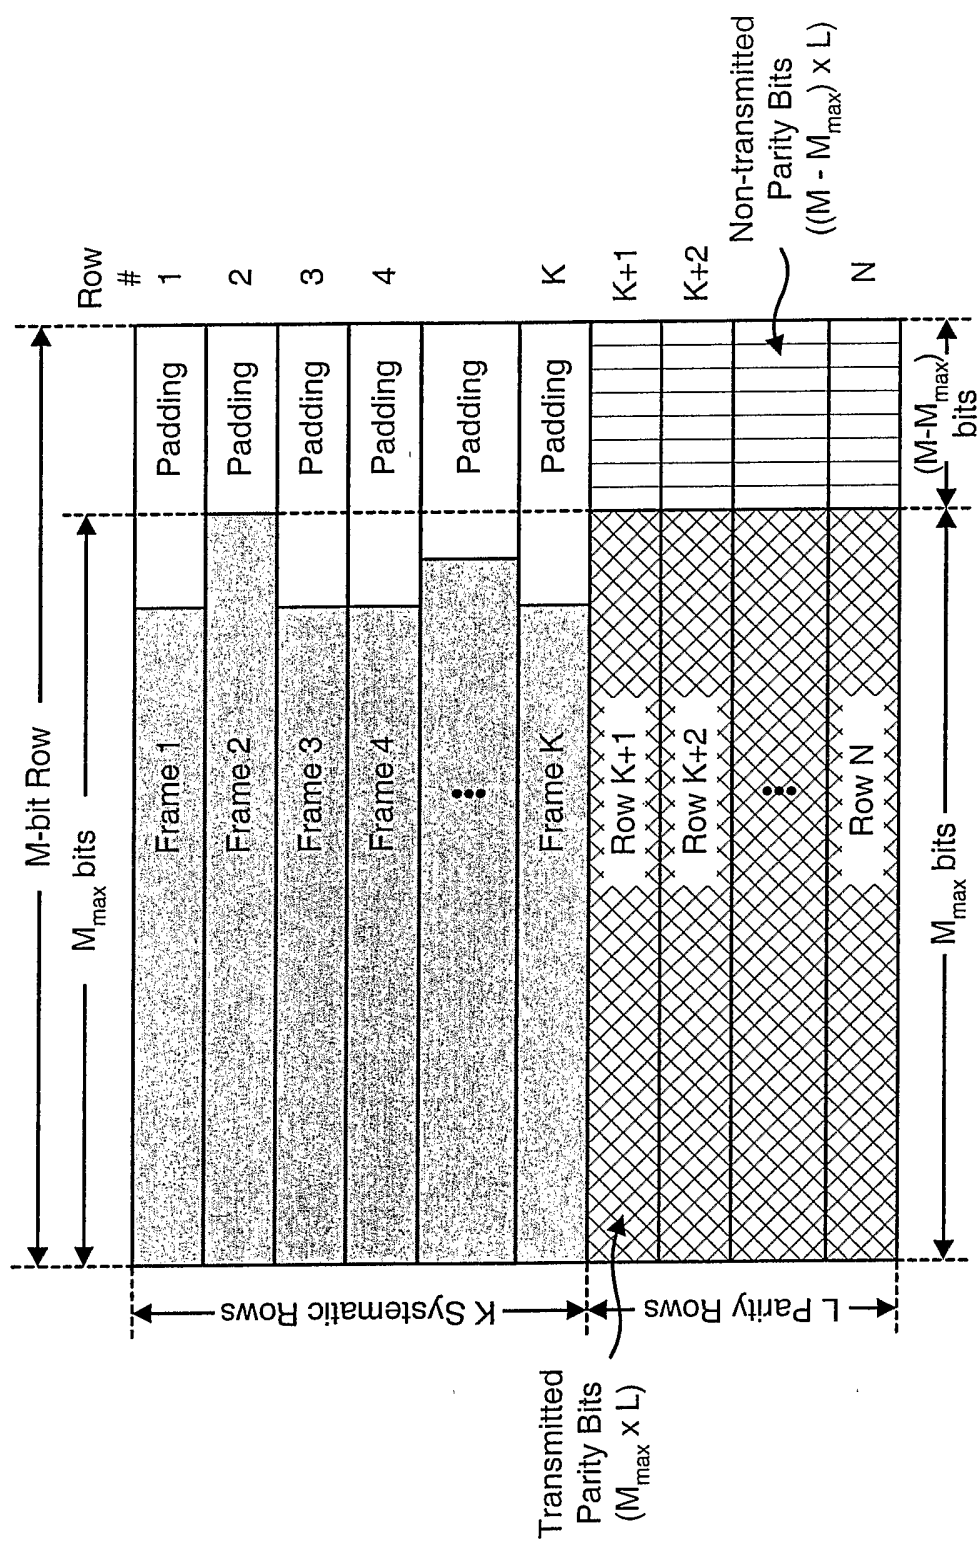 M-bit Row
M_max bits
Row
#
Frame 1
Padding
1
Frame 2
Padding
2
Frame 3
Padding
3
Frame 4
Padding
4
Padding
Frame K
Padding
K
Row K+1
K+1
Row K+2
K+2
Row N
N
K Systematic Rows
L Parity Rows
Transmitted
Parity Bits
(M_max x L)
Non-transmitted
Parity Bits
((M - M_max) x L)
M_max bits
(M-M_max)
bits